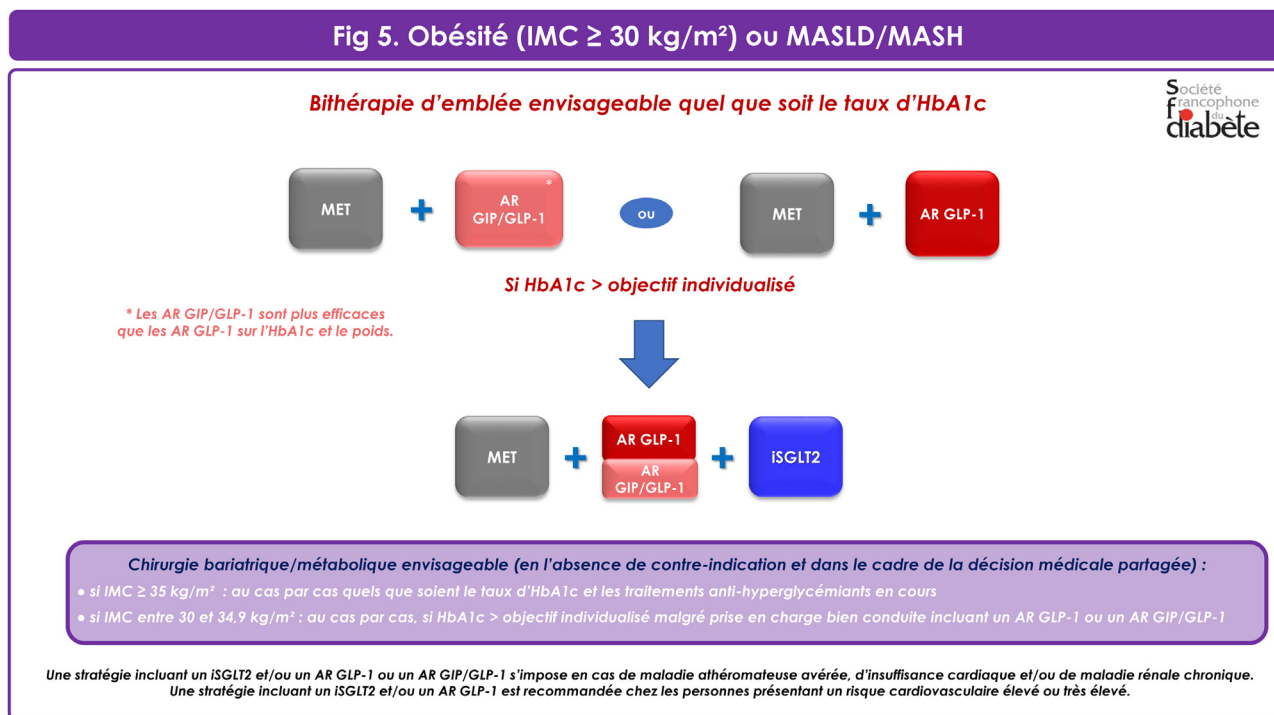 Fig 5. Obésité (IMC ≥ 30 kg/m²) ou MASLD/MASH
Bithérapie d’emblée envisageable quel que soit le taux d’HbA1c
Société
francophone
du
diabète
MET
+
AR
GIP/GLP-1
*
OU
MET
+
AR GLP-1
Si HbA1c > objectif individualisé
* Les AR GIP/GLP-1 sont plus efficaces
que les AR GLP-1 sur l’HbA1c et le poids.
MET
+
AR GLP-1
AR
GIP/GLP-1
+
iSGLT2
Chirurgie bariatrique/métabolique envisageable (en l’absence de contre-indication et dans le cadre de la décision médicale partagée) :
• si IMC ≥ 35 kg/m² : au cas par cas quels que soient le taux d’HbA1c et les traitements anti-hyperglycémiants en cours
• si IMC entre 30 et 34,9 kg/m² : au cas par cas, si HbA1c > objectif individualisé malgré prise en charge bien conduite incluant un AR GLP-1 ou un AR GIP/GLP-1
Une stratégie incluant un iSGLT2 et/ou un AR GLP-1 ou un AR GIP/GLP-1 s’impose en cas de maladie athéromateuse avérée, d’insuffisance cardiaque et/ou de maladie rénale chronique.
Une stratégie incluant un iSGLT2 et/ou un AR GLP-1 est recommandée chez les personnes présentant un risque cardiovasculaire élevé ou très élevé.